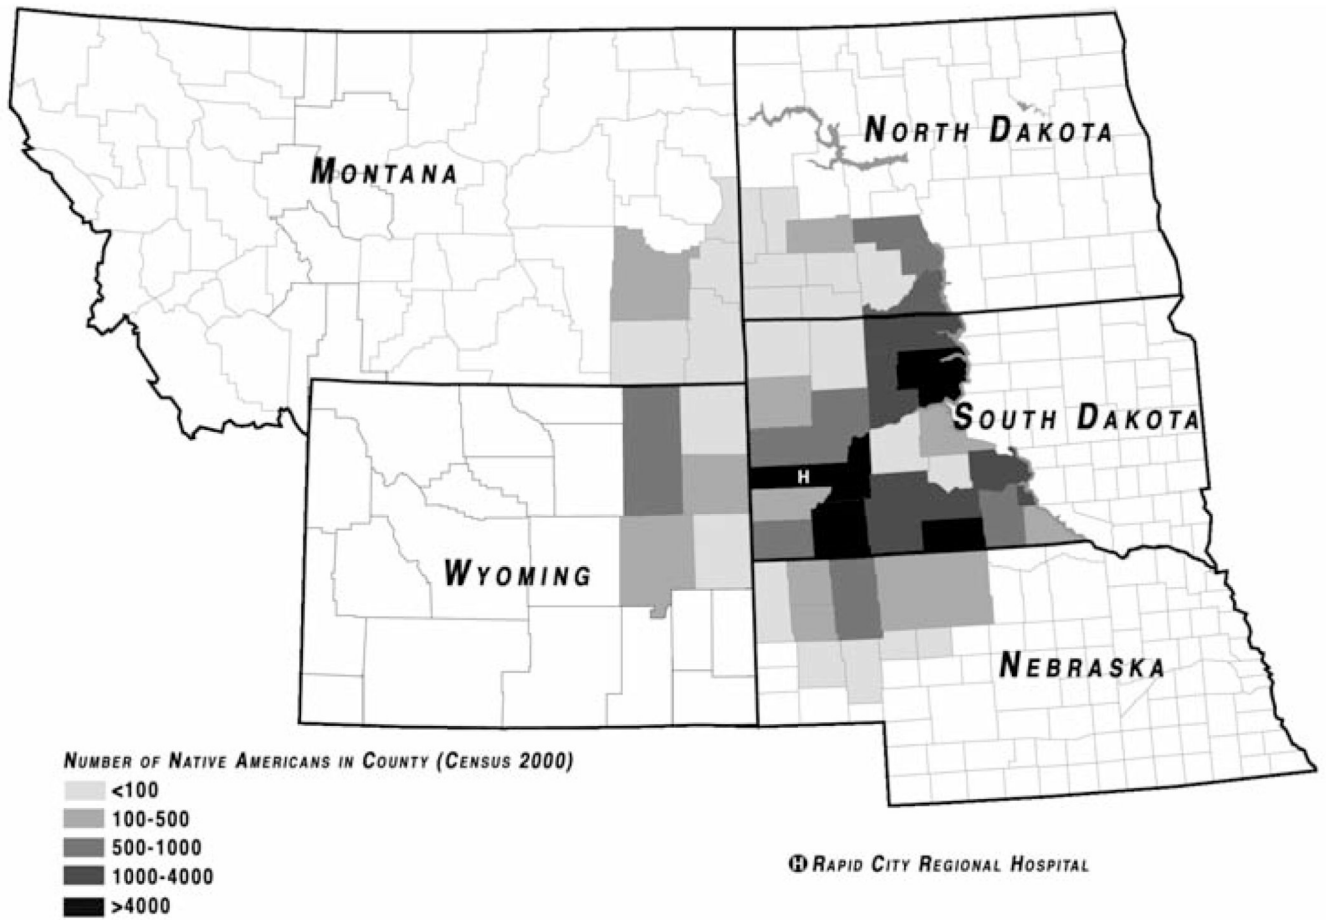 NORTH DAKOTA
MONTANA
SOUTH DAKOTA
H
WYOMING
NEBRASKA
NUMBER OF NATIVE AMERICANS IN COUNTY (CENSUS 2000)
<100
100-500
500-1000
1000-4000
>4000
H RAPID CITY REGIONAL HOSPITAL